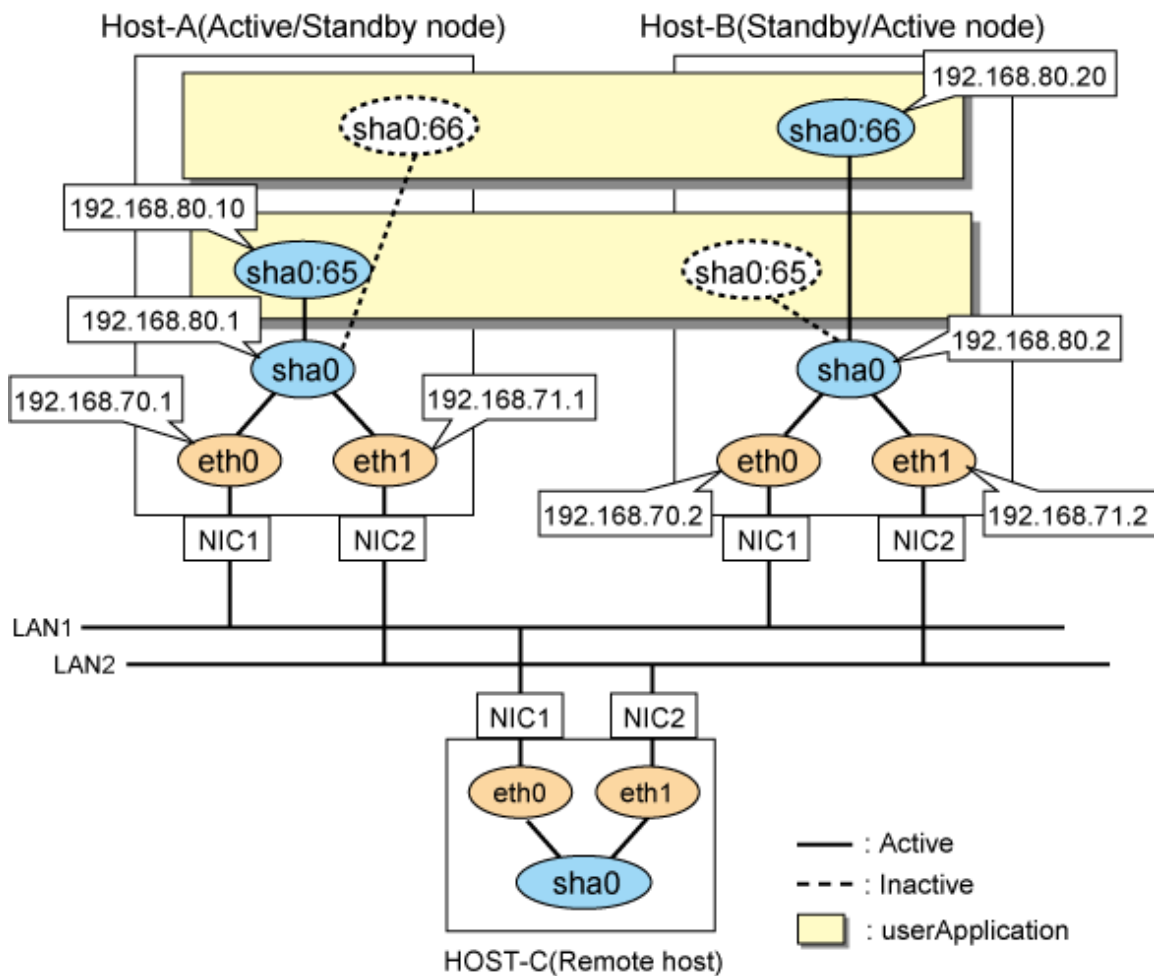 Host-A(Active/Standby node)
Host-B(Standby/Active node)
192.168.80.20
sha0:66
sha0:66
192.168.80.10
sha0:65
sha0:65
192.168.80.1
192.168.80.2
sha0
sha0
192.168.70.1
192.168.71.1
eth0
eth1
eth0
eth1
192.168.70.2
192.168.71.2
NIC1
NIC2
NIC1
NIC2
LAN1
LAN2
NIC1
NIC2
eth0
eth1
sha0
: Active
: Inactive
: userApplication
HOST-C(Remote host)